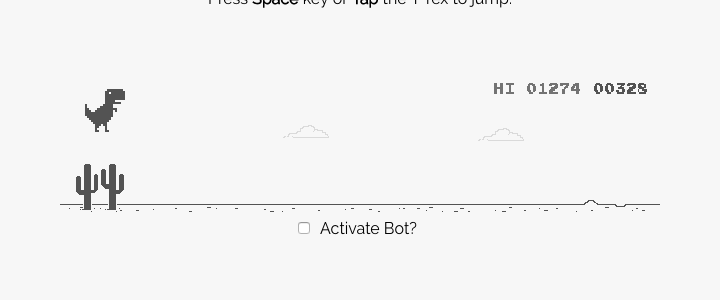 Press Space key or Tap the T-rex to jump.
HI 01274 00328
Activate Bot?